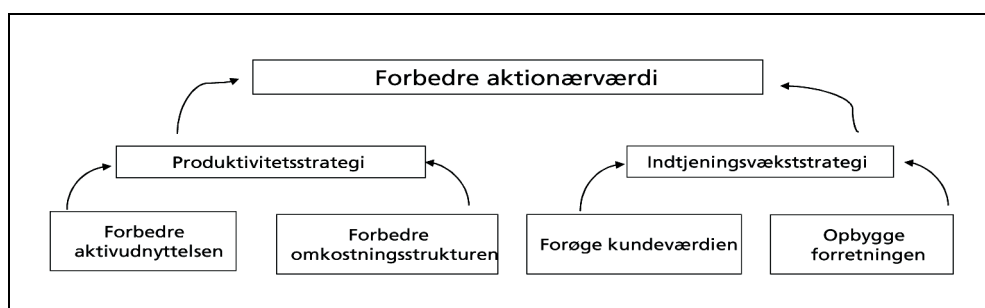 Forbedre aktionærværdi
Produktivitetsstrategi
Indtjeningsvækststrategi
Forbedre
aktivudnyttelsen
Forbedre
omkostningsstrukturen
Forøge kundeværdien
Opbygge
forretningen